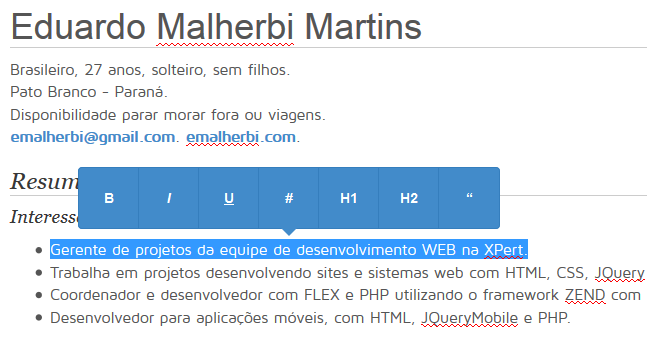 Eduardo Malherbi Martins
Brasileiro, 27 anos, solteiro, sem filhos.
Pato Branco - Paraná.
Disponibilidade parar morar fora ou viagens.
emalherbi@gmail.com. emalherbi.com.
B I U # H1 H2 “
Gerente de projetos da equipe de desenvolvimento WEB na XPert.
Trabalha em projetos desenvolvendo sites e sistemas web com HTML, CSS, JQuery
Coordenador e desenvolvedor com FLEX e PHP utilizando o framework ZEND com
Desenvolvedor para aplicações móveis, com HTML, JQueryMobile e PHP.